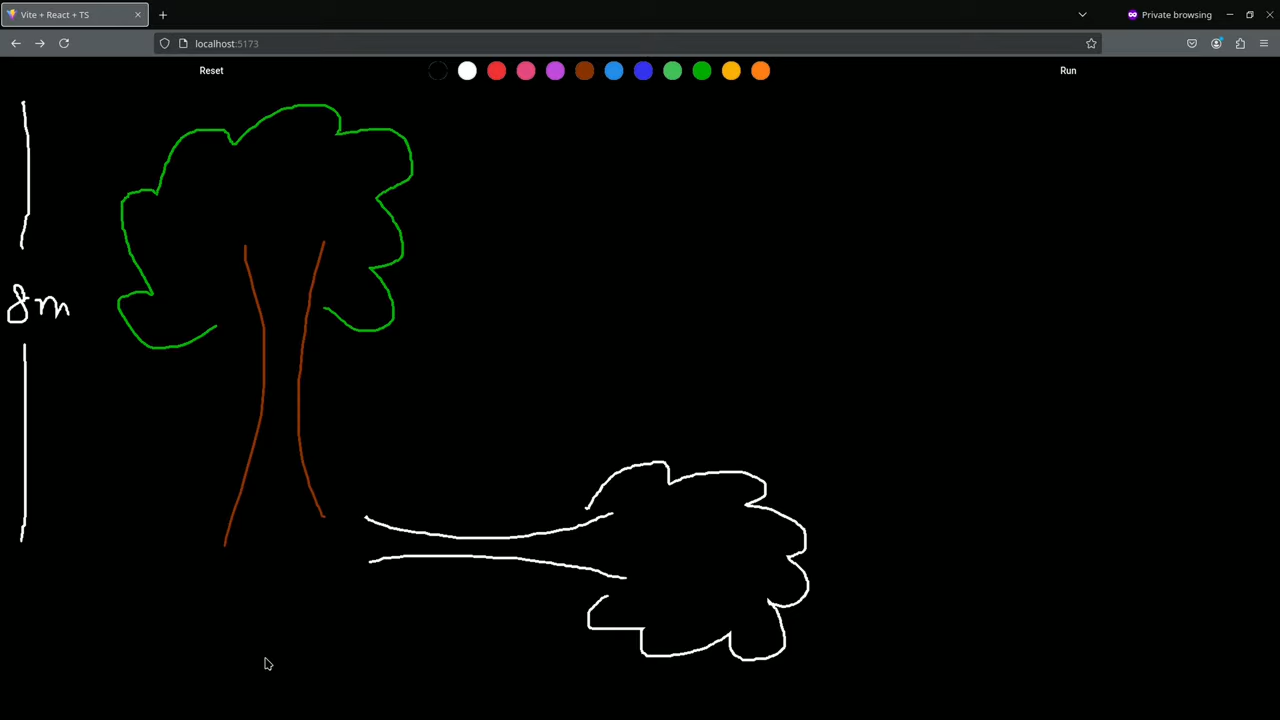 Vite + React + TS
Private browsing
localhost:5173
Reset
Run
8m